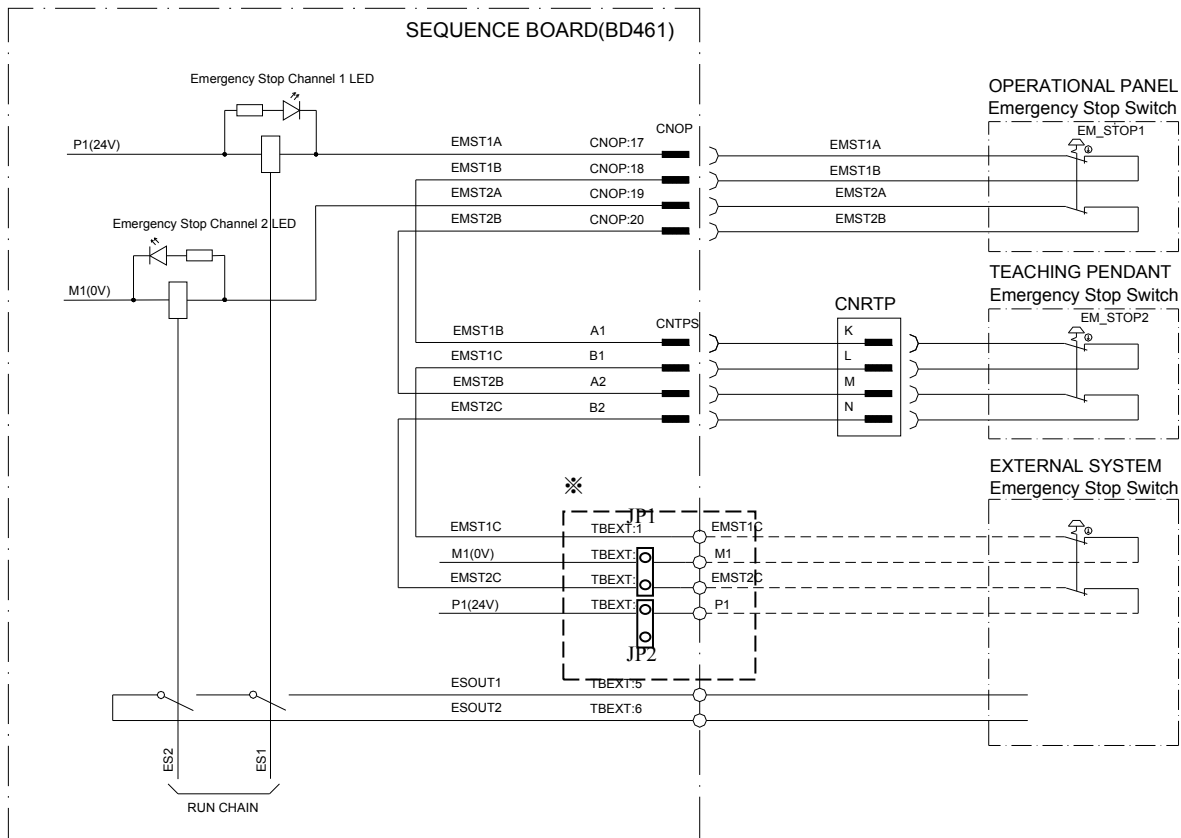 SEQUENCE BOARD(BD461)
Emergency Stop Channel 1 LED
P1(24V)
Emergency Stop Channel 2 LED
M1(0V)
CNOP
EMST1A CNOP:17 EMST1A
EMST1B CNOP:18 EMST1B
EMST2A CNOP:19 EMST2A
EMST2B CNOP:20 EMST2B
OPERATIONAL PANEL
Emergency Stop Switch
EM_STOP1
TEACHING PENDANT
Emergency Stop Switch
EM_STOP2
CNRTP
CNTPS
EMST1B A1 K
EMST1C B1 L
EMST2B A2 M
EMST2C B2 N
EXTERNAL SYSTEM
Emergency Stop Switch
※
JP1
EMST1C TBEXT:1 EMST1C
M1(0V) TBEXT: M1
EMST2C TBEXT: EMST2C
P1(24V) TBEXT: P1
JP2
ESOUT1 TBEXT:5
ESOUT2 TBEXT:6
ES2
ES1
RUN CHAIN